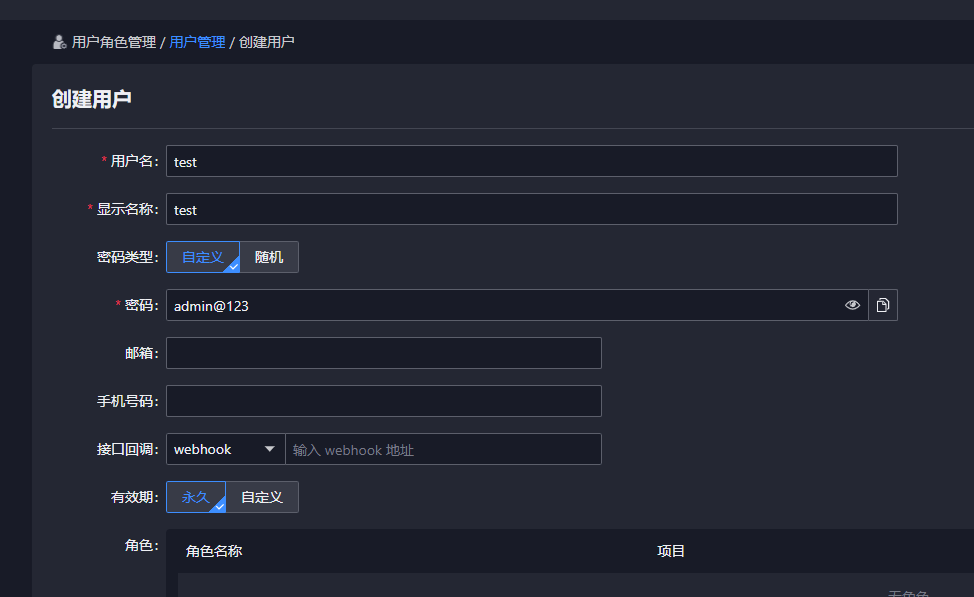 用户角色管理 / 用户管理 / 创建用户
创建用户
* 用户名: test
* 显示名称: test
密码类型: 自定义 随机
* 密码: admin@123
邮箱:
手机号码:
接口回调: webhook 输入 webhook 地址
有效期: 永久 自定义
角色: 角色名称 项目